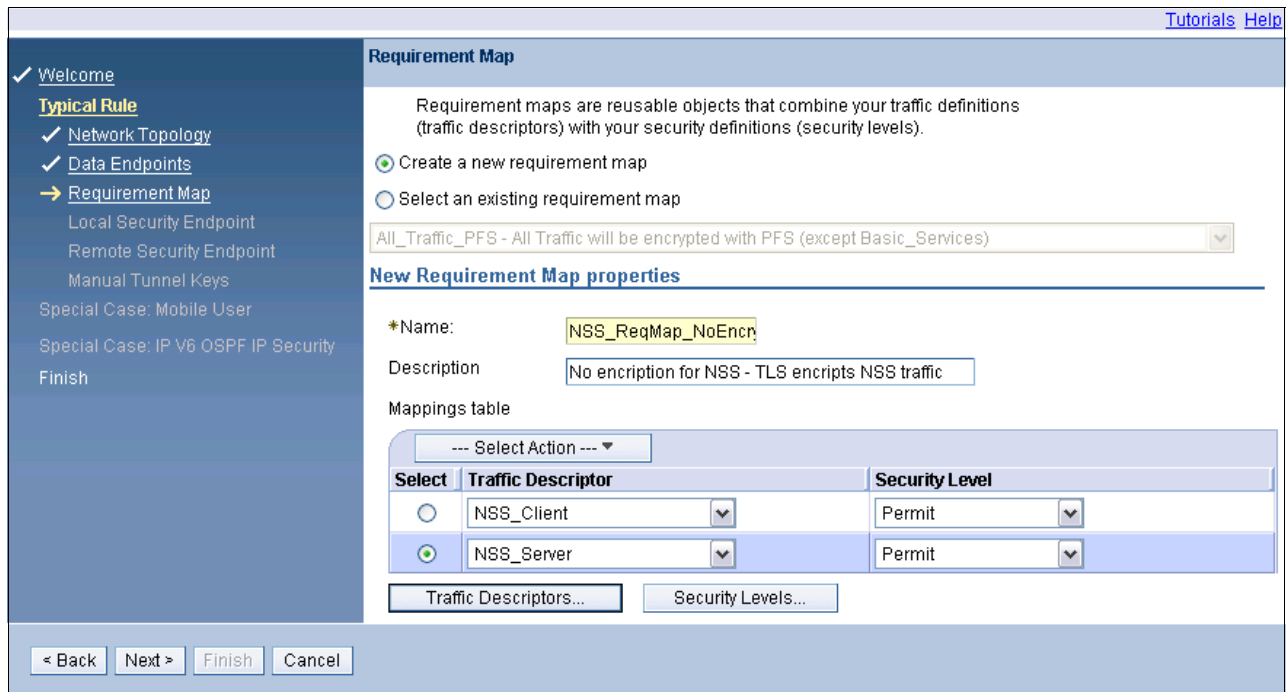 Tutorials Help
Welcome
Typical Rule
Network Topology
Data Endpoints
Requirement Map
Local Security Endpoint
Remote Security Endpoint
Manual Tunnel Keys
Special Case: Mobile User
Special Case: IP V6 OSPF IP Security
Finish
Requirement Map
Requirement maps are reusable objects that combine your traffic definitions
(traffic descriptors) with your security definitions (security levels).
Create a new requirement map
Select an existing requirement map
All_Traffic_PFS - All Traffic will be encrypted with PFS (except Basic_Services)
New Requirement Map properties
*Name: NSS_ReqMap_NoEncry
Description No encription for NSS - TLS encripts NSS traffic
Mappings table
--- Select Action ---
Select Traffic Descriptor Security Level
NSS_Client Permit
NSS_Server Permit
Traffic Descriptors... Security Levels...
< Back Next > Finish Cancel